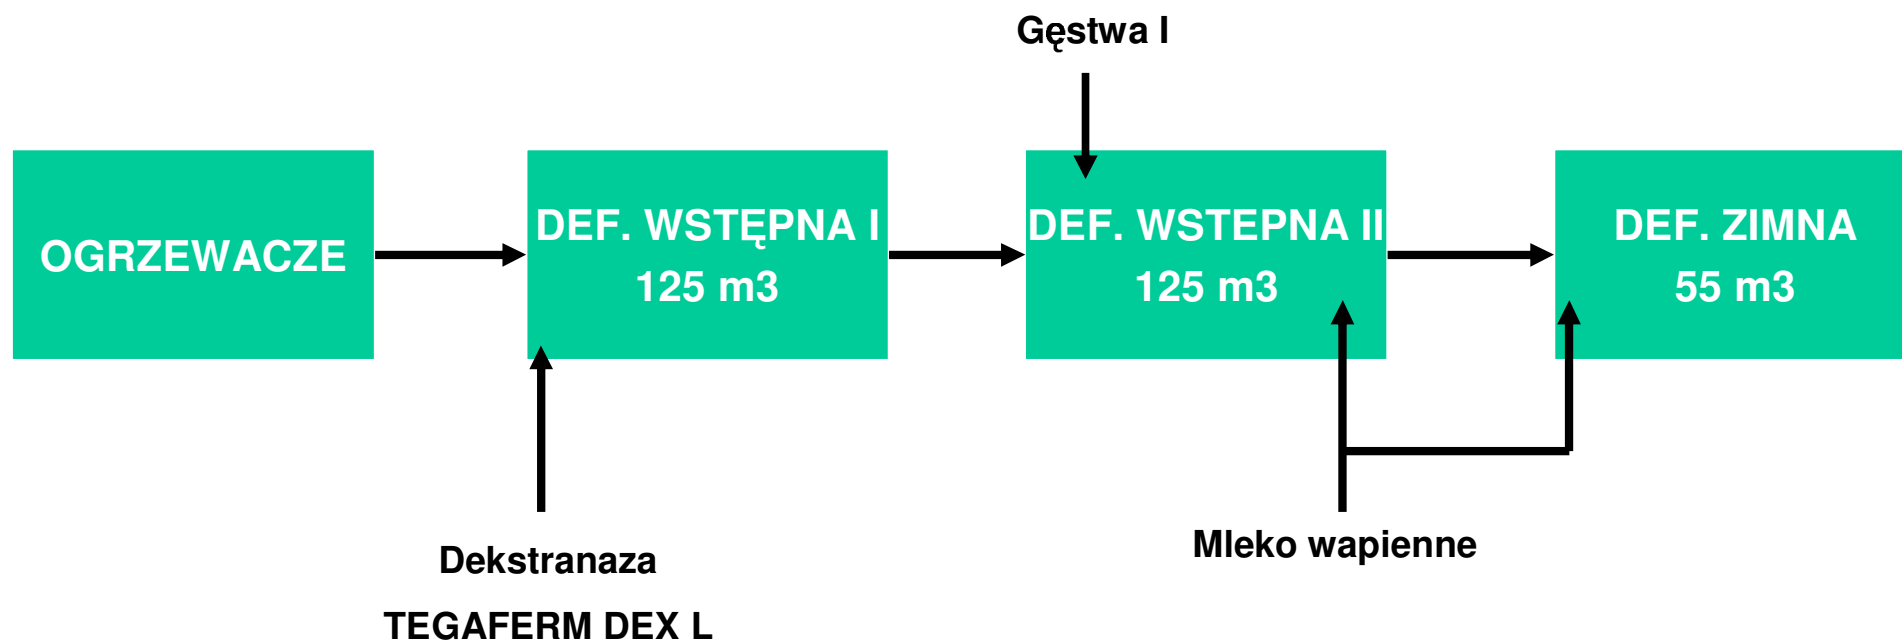 Gęstwa I
OGRZEWACZE
DEF. WSTĘPNA I
125 m3
DEF. WSTEPNA II
125 m3
DEF. ZIMNA
55 m3
Dekstranaza
TEGAFERM DEX L
Mleko wapienne